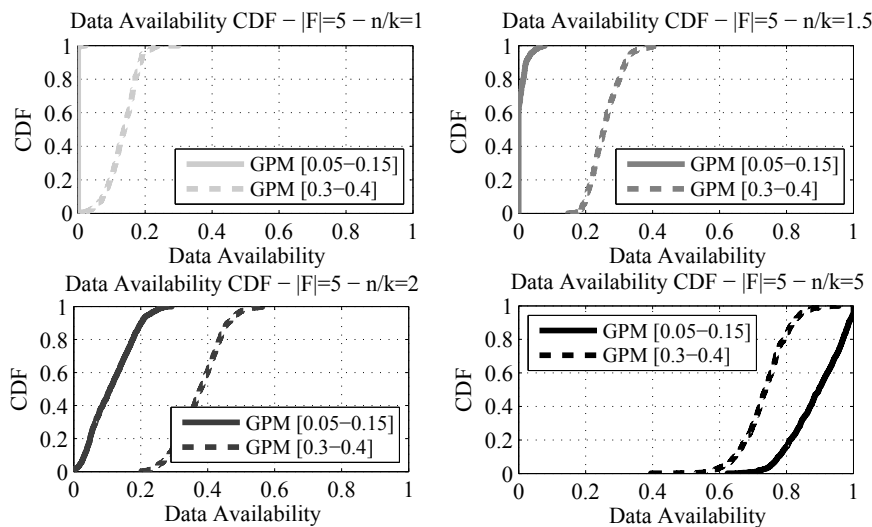 Data Availability CDF − |F|=5 − n/k=1
1
0.8
0.6
0.4
0.2
0
CDF
GPM [0.05−0.15]
GPM [0.3−0.4]
0 0.2 0.4 0.6 0.8 1
Data Availability
Data Availability CDF − |F|=5 − n/k=1.5
1
0.8
0.6
0.4
0.2
0
CDF
GPM [0.05−0.15]
GPM [0.3−0.4]
0 0.2 0.4 0.6 0.8 1
Data Availability
Data Availability CDF − |F|=5 − n/k=2
1
0.8
0.6
0.4
0.2
0
CDF
GPM [0.05−0.15]
GPM [0.3−0.4]
0 0.2 0.4 0.6 0.8 1
Data Availability
Data Availability CDF − |F|=5 − n/k=5
1
0.8
0.6
0.4
0.2
0
CDF
GPM [0.05−0.15]
GPM [0.3−0.4]
0 0.2 0.4 0.6 0.8 1
Data Availability